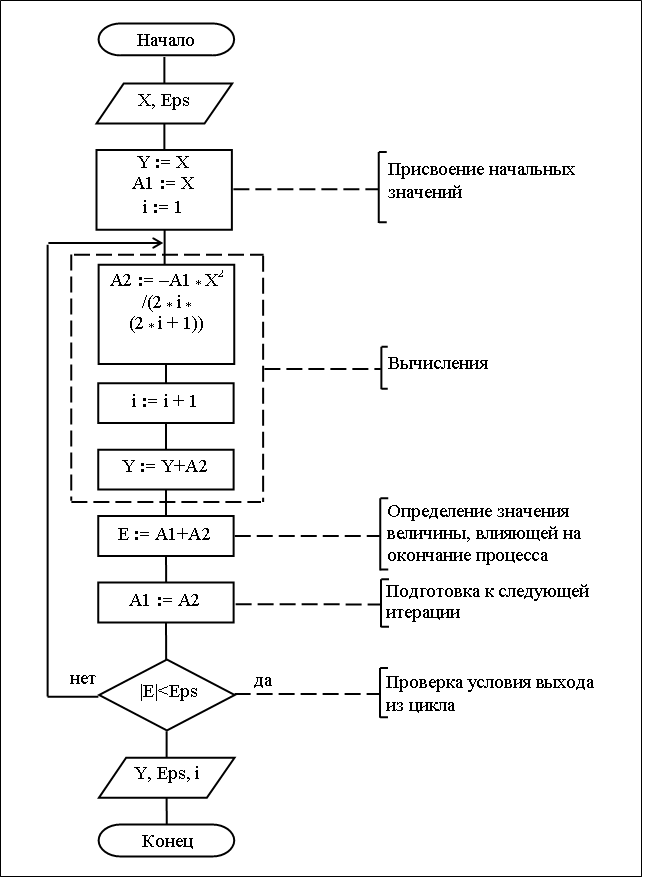 Начало
X, Eps
Y := X
A1 := X
i := 1
Присвоение начальных
значений
A2 := –A1 * X²
/(2 * i *
(2 * i + 1))
Вычисления
i := i + 1
Y := Y+A2
E := A1+A2
Определение значения
величины, влияющей на
окончание процесса
A1 := A2
Подготовка к следующей
итерации
нет
|E|<Eps
да
Проверка условия выхода
из цикла
Y, Eps, i
Конец